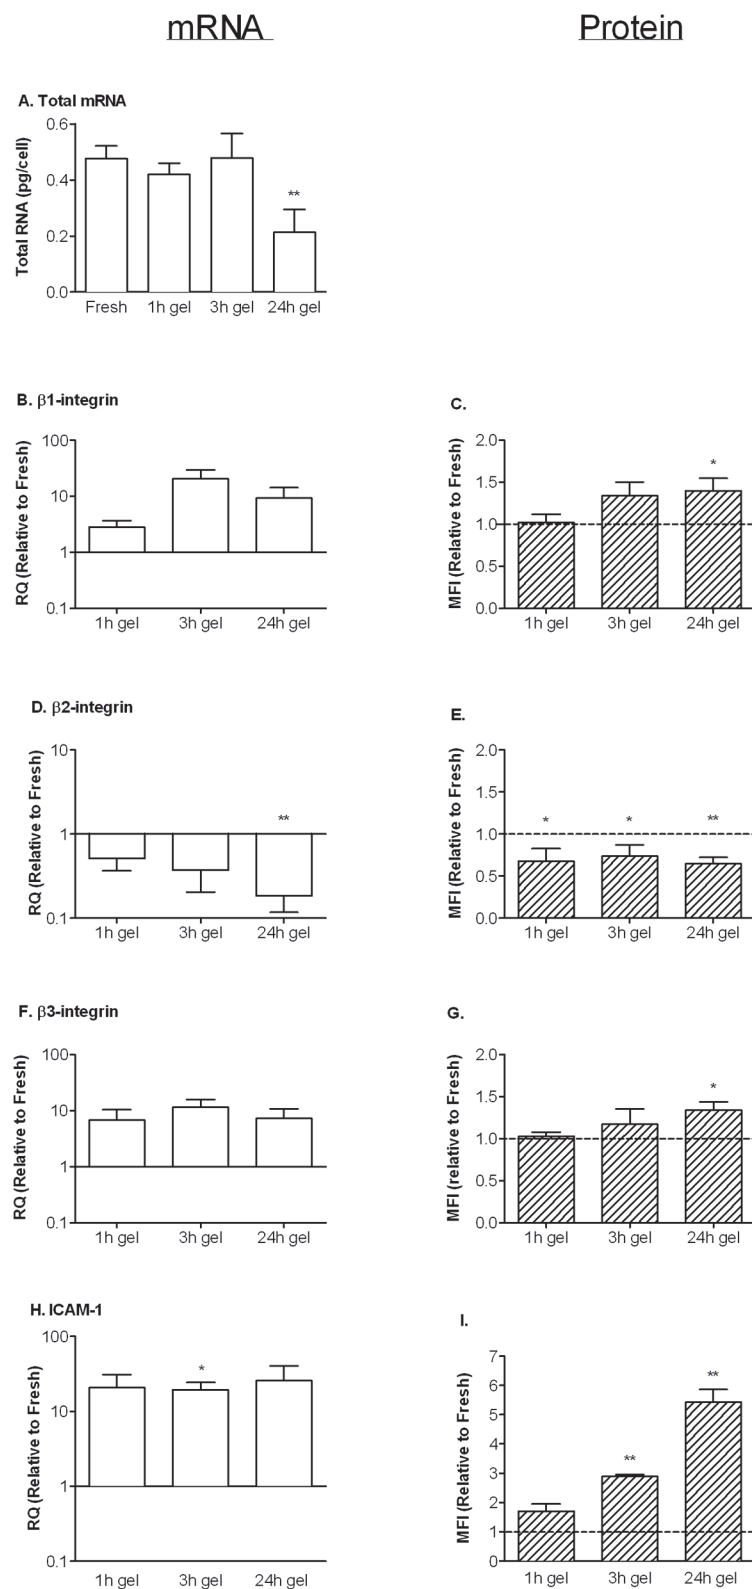 mRNA
Protein
A. Total mRNA
Total RNA (pg/cell)
0.6
0.4
0.2
0.0
Fresh 1h gel 3h gel 24h gel
**
B. β1-integrin
RQ (Relative to Fresh)
100
10
1
0.1
1h gel 3h gel 24h gel
C.
MFI (Relative to Fresh)
2.0
1.5
1.0
0.5
0.0
1h gel 3h gel 24h gel
*
D. β2-integrin
RQ (Relative to Fresh)
10
1
0.1
1h gel 3h gel 24h gel
**
E.
MFI (Relative to Fresh)
2.0
1.5
1.0
0.5
0.0
1h gel 3h gel 24h gel
* * **
F. β3-integrin
RQ (Relative to Fresh)
100
10
1
0.1
1h gel 3h gel 24h gel
G.
MFI (relative to Fresh)
2.0
1.5
1.0
0.5
0.0
1h gel 3h gel 24h gel
*
H. ICAM-1
RQ (Relative to Fresh)
100
10
1
0.1
1h gel 3h gel 24h gel
*
I.
MFI (Relative to Fresh)
7
6
5
4
3
2
1
0
1h gel 3h gel 24h gel
** **